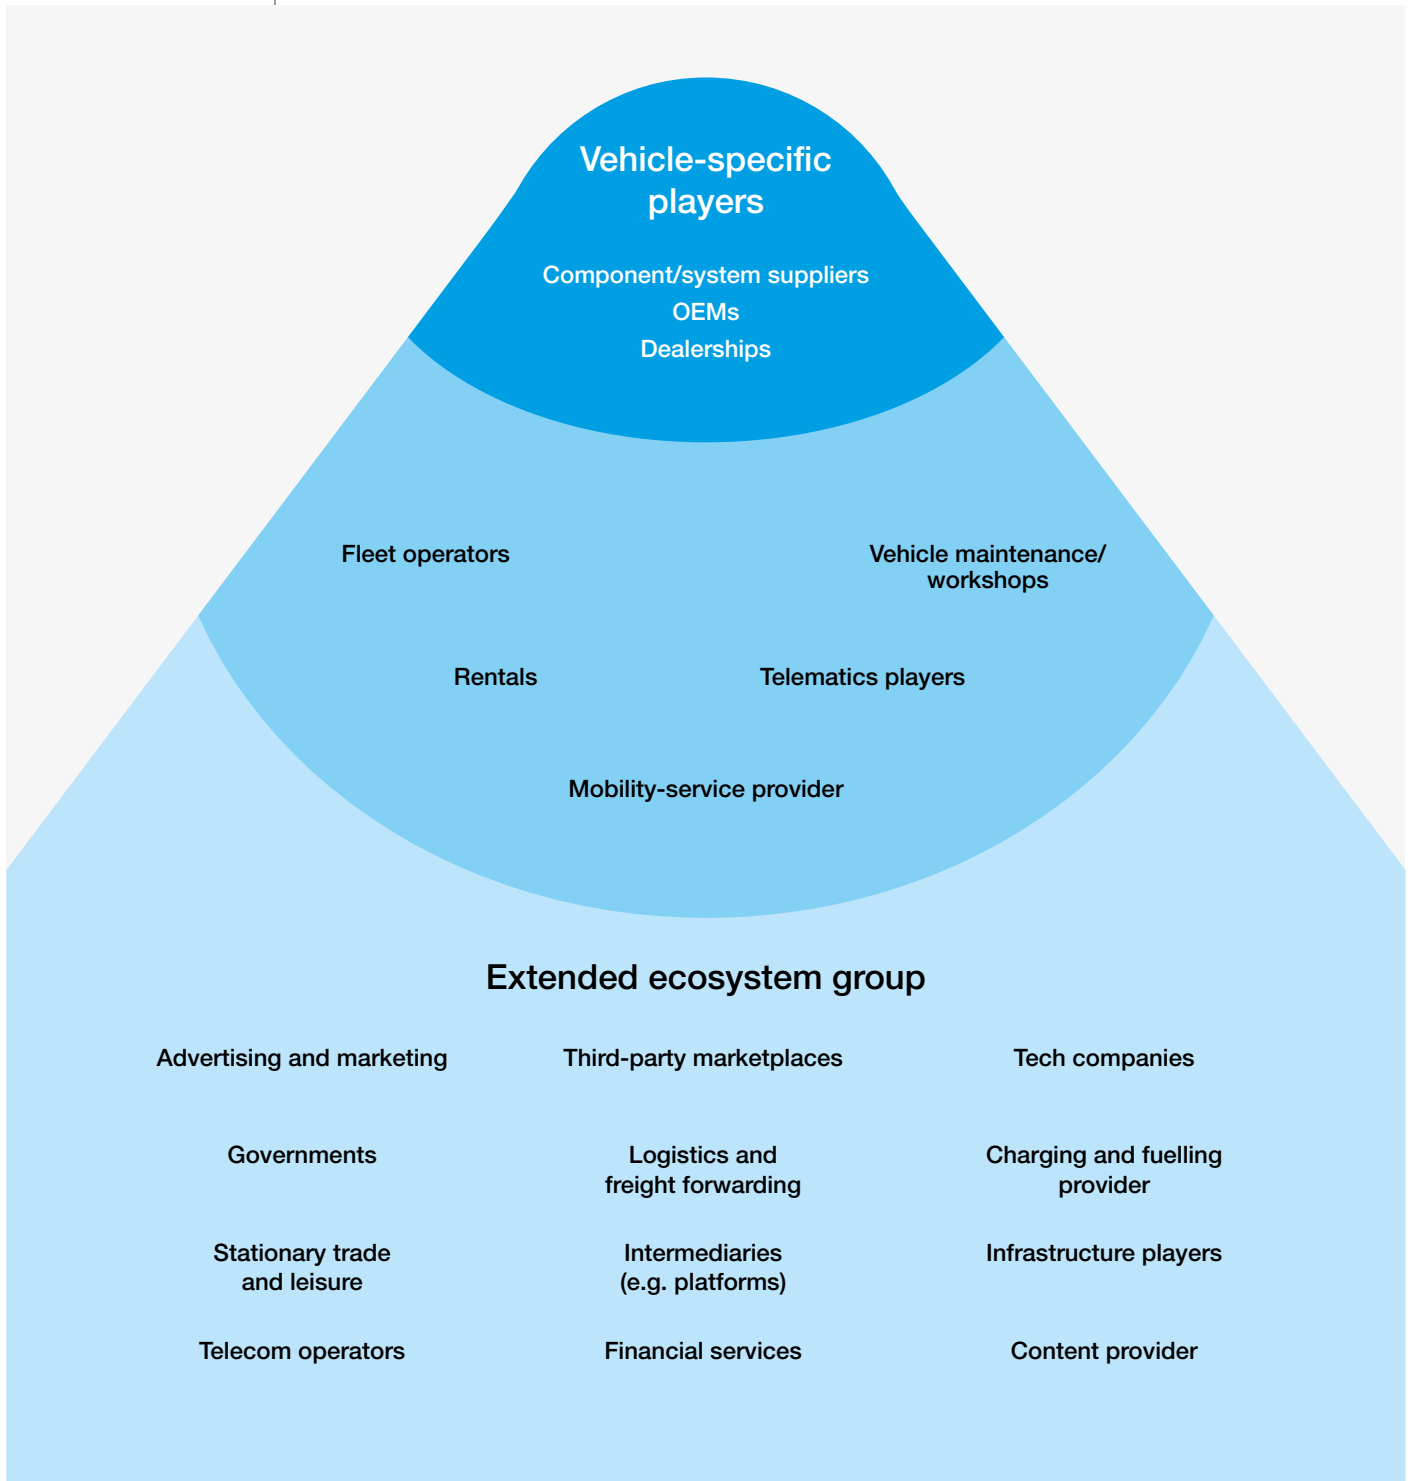 Vehicle-specific
players
Component/system suppliers
OEMs
Dealerships
Fleet operators
Vehicle maintenance/
workshops
Rentals
Telematics players
Mobility-service provider
Extended ecosystem group
Advertising and marketing
Third-party marketplaces
Tech companies
Governments
Logistics and
freight forwarding
Charging and fuelling
provider
Stationary trade
and leisure
Intermediaries
(e.g. platforms)
Infrastructure players
Telecom operators
Financial services
Content provider